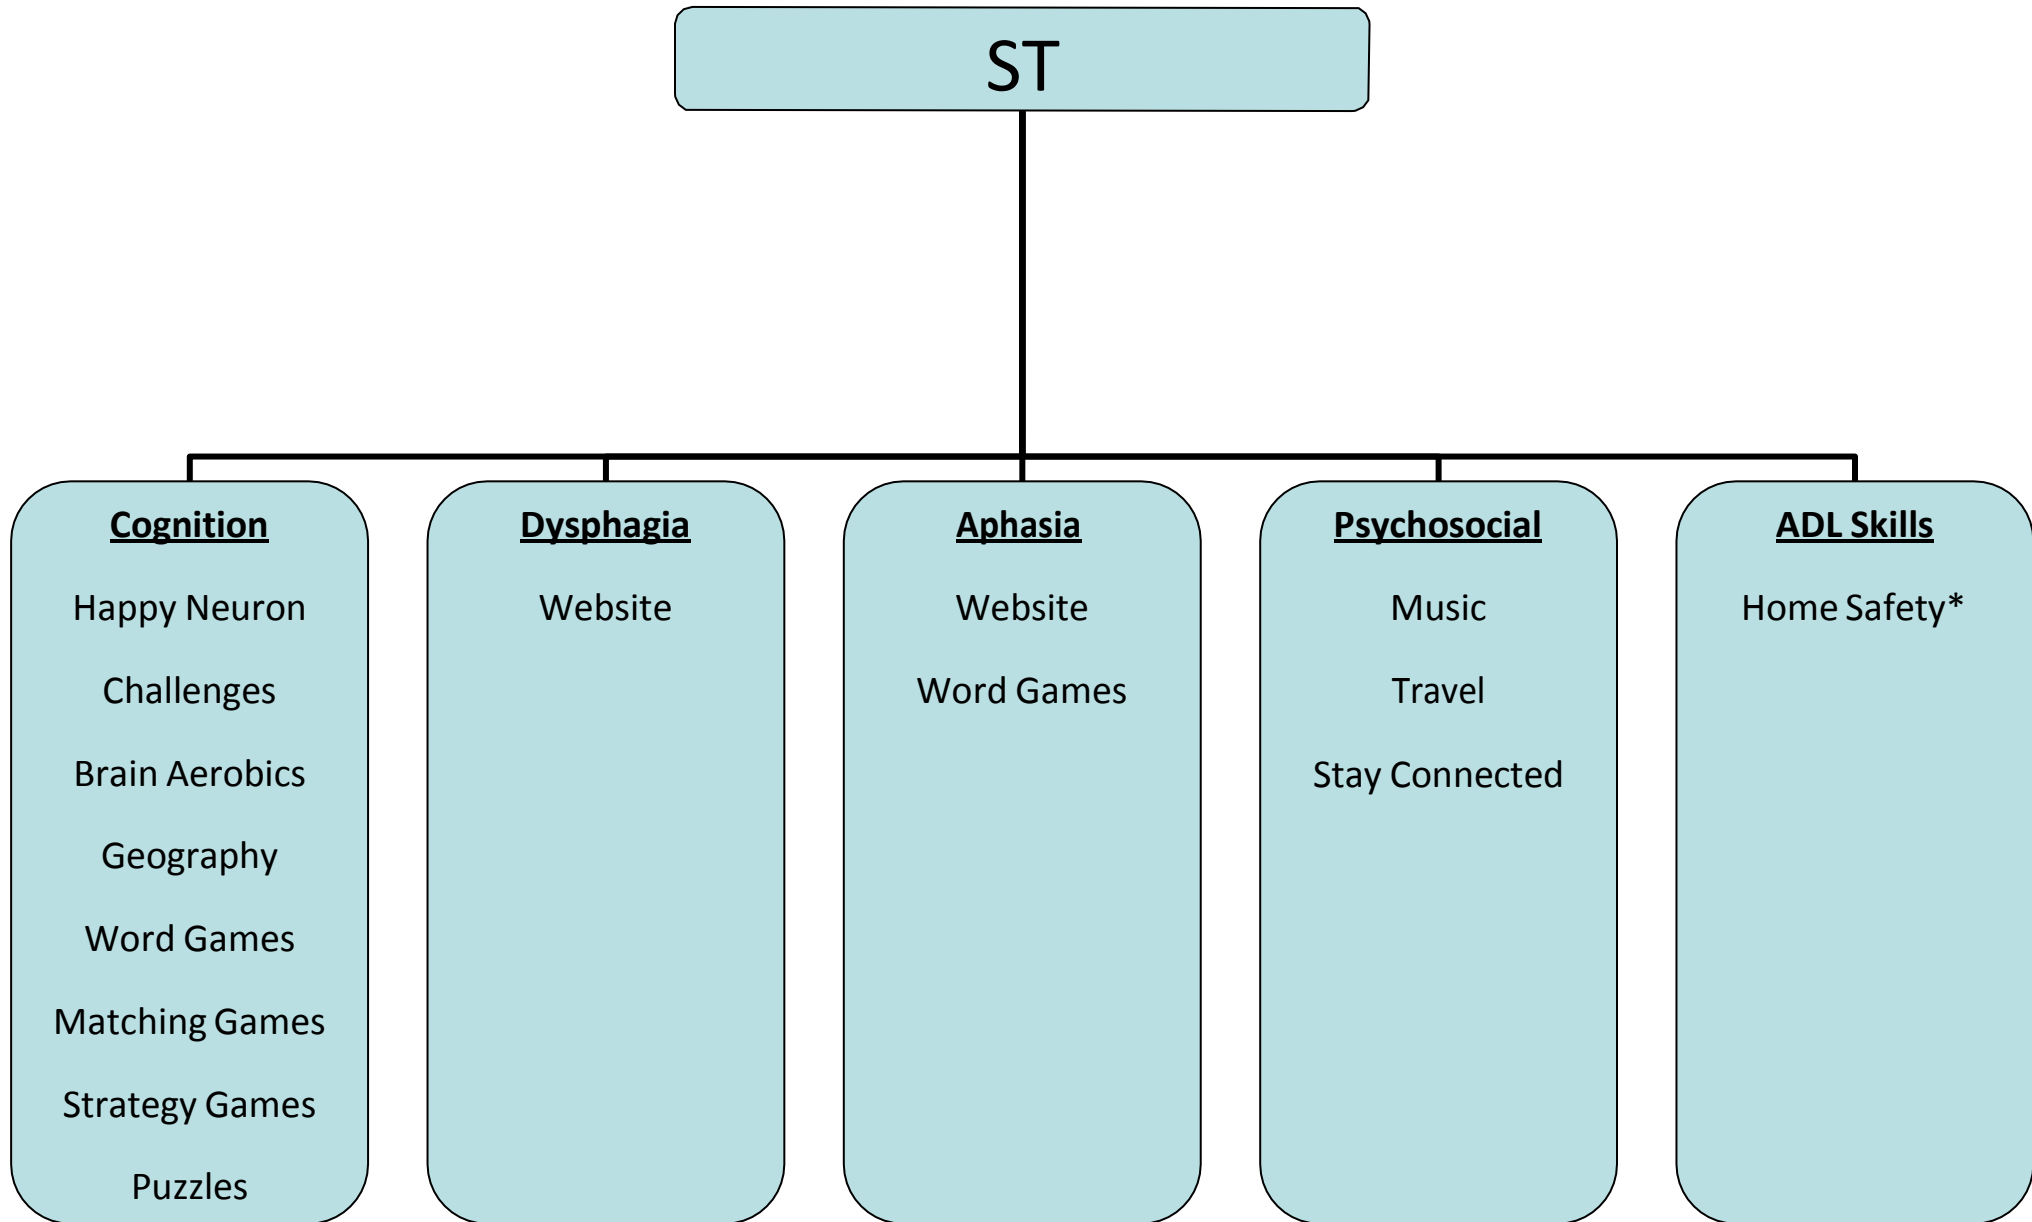 ST
Cognition
Happy Neuron
Challenges
Brain Aerobics
Geography
Word Games
Matching Games
Strategy Games
Puzzles
Dysphagia
Website
Aphasia
Website
Word Games
Psychosocial
Music
Travel
Stay Connected
ADL Skills
Home Safety*